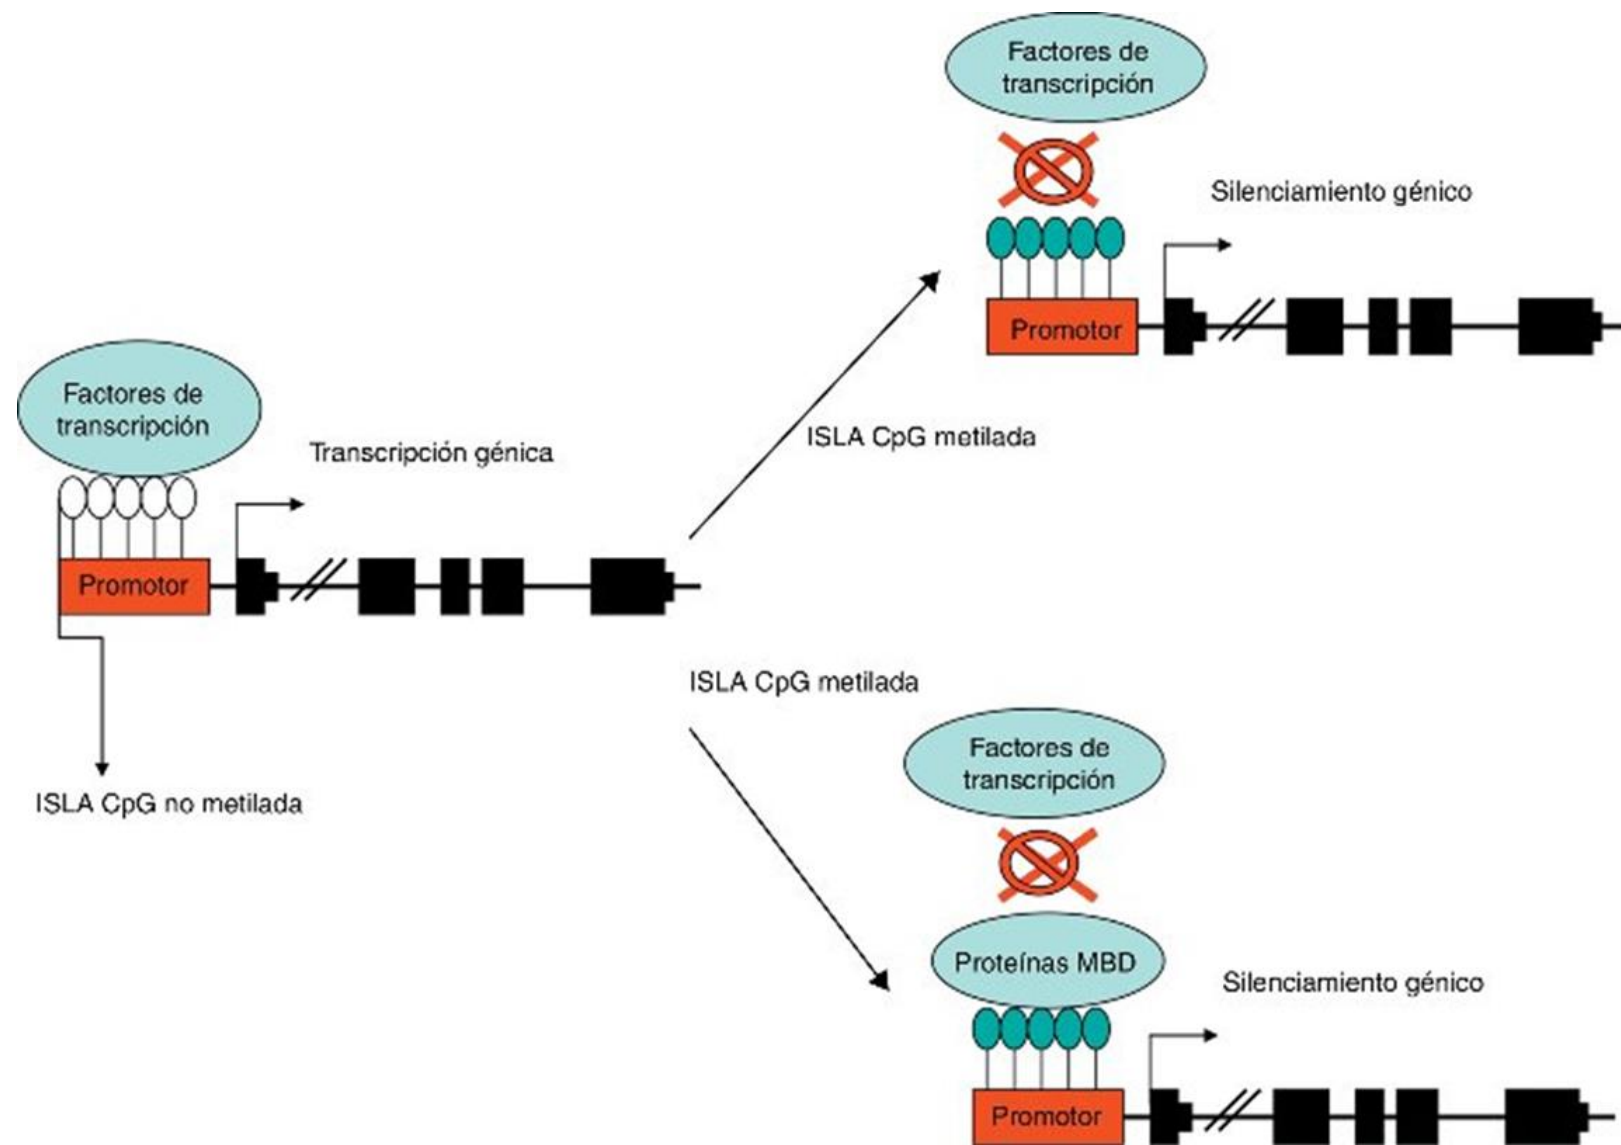 Factores de
transcripción
Silenciamiento génico
Promotor
ISLA CpG metilada
Factores de
transcripción
Transcripción génica
Promotor
ISLA CpG no metilada
ISLA CpG metilada
Factores de
transcripción
Proteínas MBD
Silenciamiento génico
Promotor